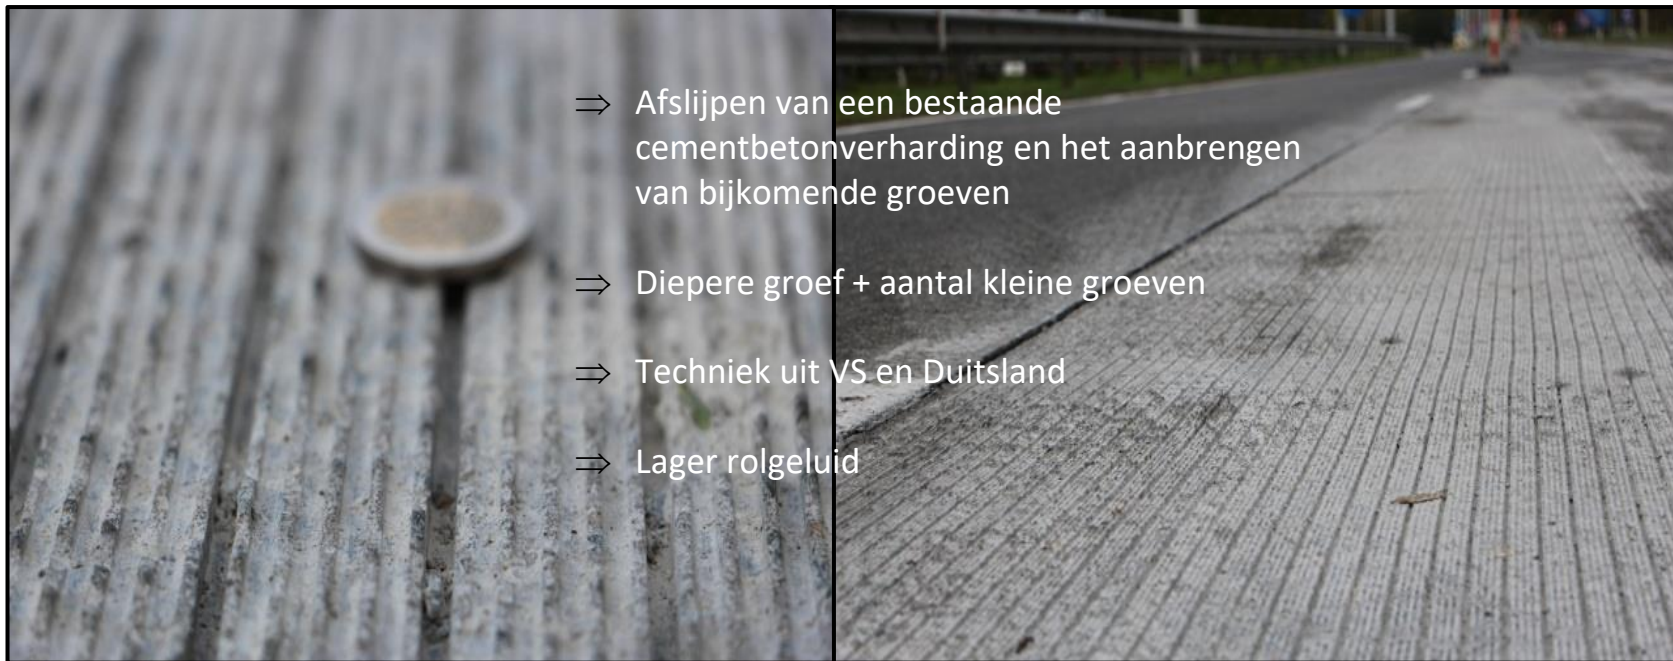 ⇒ Afslijpen van een bestaande
cementbetonverharding en het aanbrengen
van bijkomende groeven
⇒ Diepere groef + aantal kleine groeven
⇒ Techniek uit VS en Duitsland
⇒ Lager rolgeluid